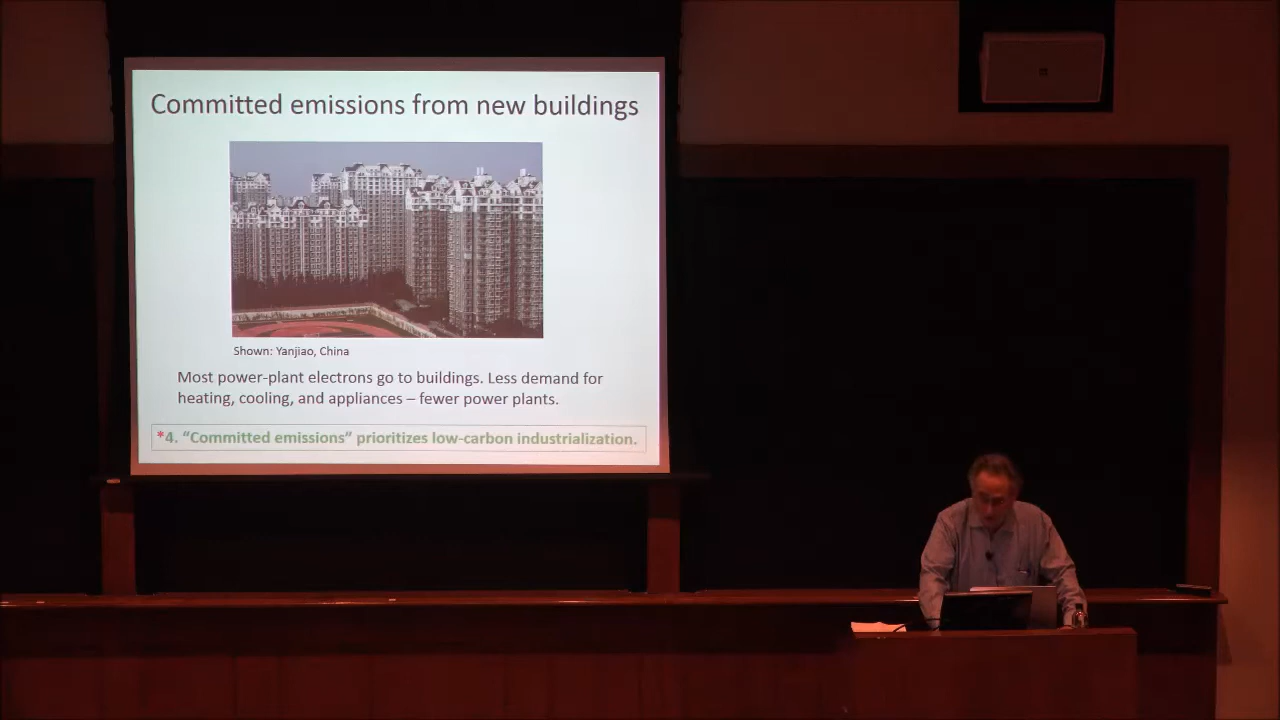 Committed emissions from new buildings
Shown: Yanjiao, China
Most power-plant electrons go to buildings. Less demand for
heating, cooling, and appliances – fewer power plants.
*4. “Committed emissions” prioritizes low-carbon industrialization.